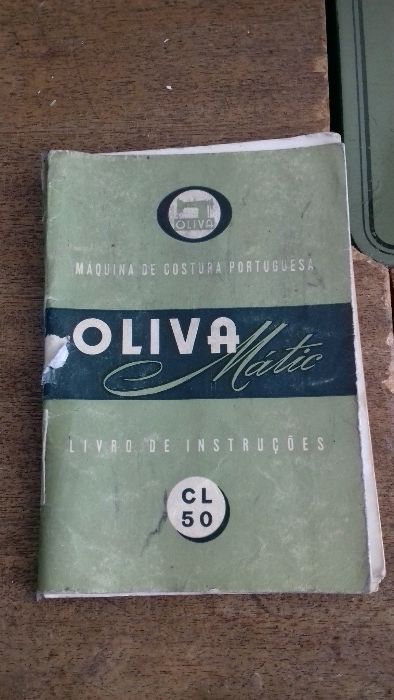 OLIVA
MÁQUINA DE COSTURA PORTUGUESA
OLIVA Mátic
LIVRO DE INSTRUÇÕES
CL
50